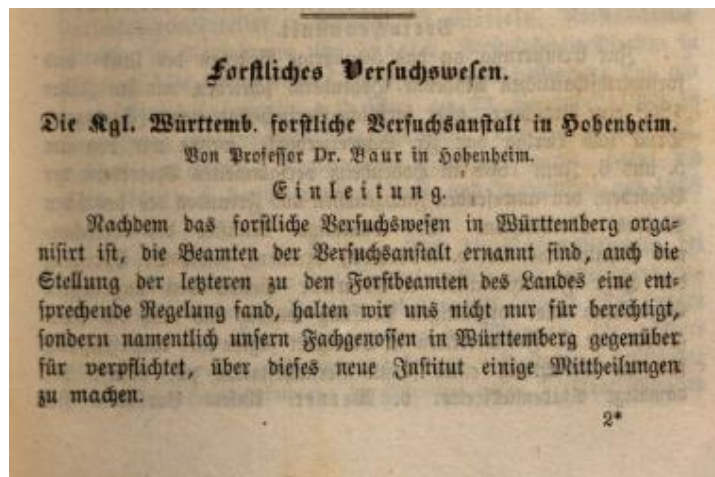 Forstliches Versuchswesen.
Die Kgl. Württemb. forstliche Versuchsanstalt in Hohenheim.
Von Professor Dr. Baur in Hohenheim.
Einleitung.
Nachdem das forstliche Versuchswesen in Württemberg orga-
nisirt ist, die Beamten der Versuchsanstalt ernannt sind, auch die
Stellung der letzteren zu den Forstbeamten des Landes eine ent-
sprechende Regelung fand, halten wir uns nicht nur für berechtigt,
sondern namentlich unsern Fachgenossen in Württemberg gegenüber
für verpflichtet, über dieses neue Institut einige Mittheilungen
zu machen.
2*